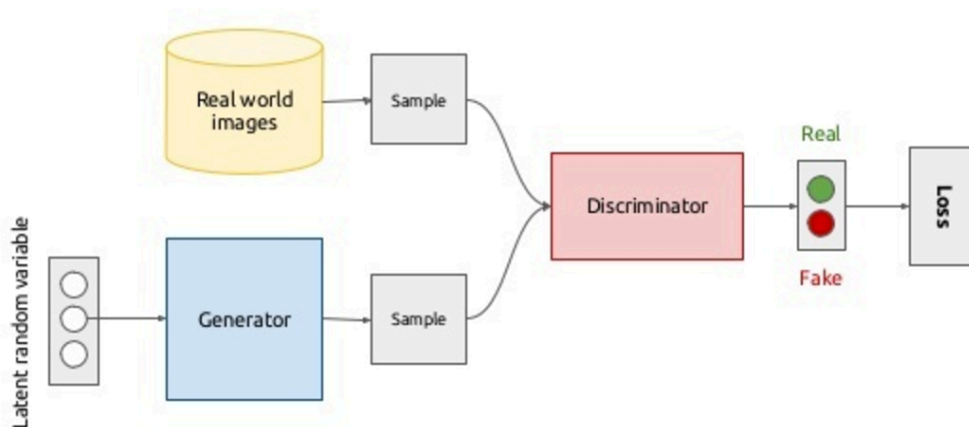 Real world
images
Sample
Real
Discriminator
Loss
Fake
Latent random variable
Generator
Sample